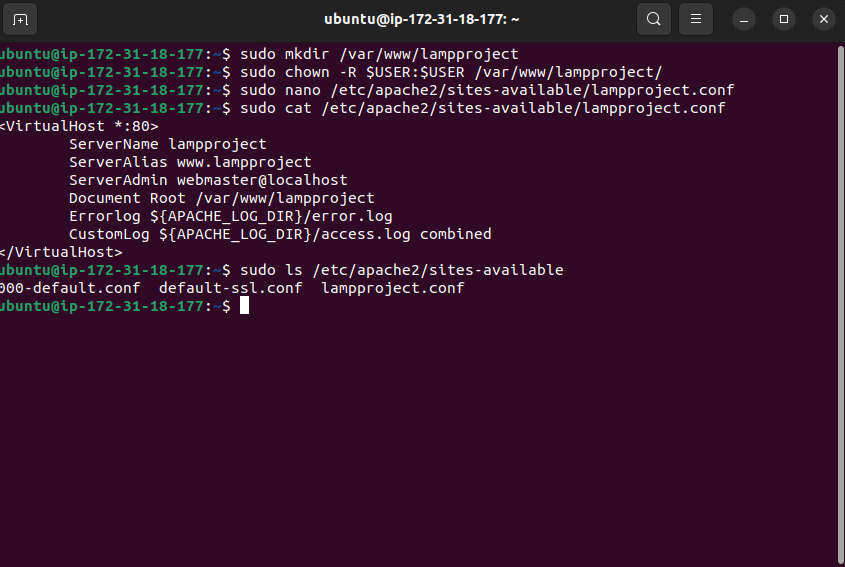 ubuntu@ip-172-31-18-177: ~
ubuntu@ip-172-31-18-177:~$ sudo mkdir /var/www/lampproject
ubuntu@ip-172-31-18-177:~$ sudo chown -R $USER:$USER /var/www/lampproject/
ubuntu@ip-172-31-18-177:~$ sudo nano /etc/apache2/sites-available/lampproject.conf
ubuntu@ip-172-31-18-177:~$ sudo cat /etc/apache2/sites-available/lampproject.conf
<VirtualHost *:80>
        ServerName lampproject
        ServerAlias www.lampproject
        ServerAdmin webmaster@localhost
        Document Root /var/www/lampproject
        Errorlog ${APACHE_LOG_DIR}/error.log
        CustomLog ${APACHE_LOG_DIR}/access.log combined
</VirtualHost>
ubuntu@ip-172-31-18-177:~$ sudo ls /etc/apache2/sites-available
000-default.conf  default-ssl.conf  lampproject.conf
ubuntu@ip-172-31-18-177:~$